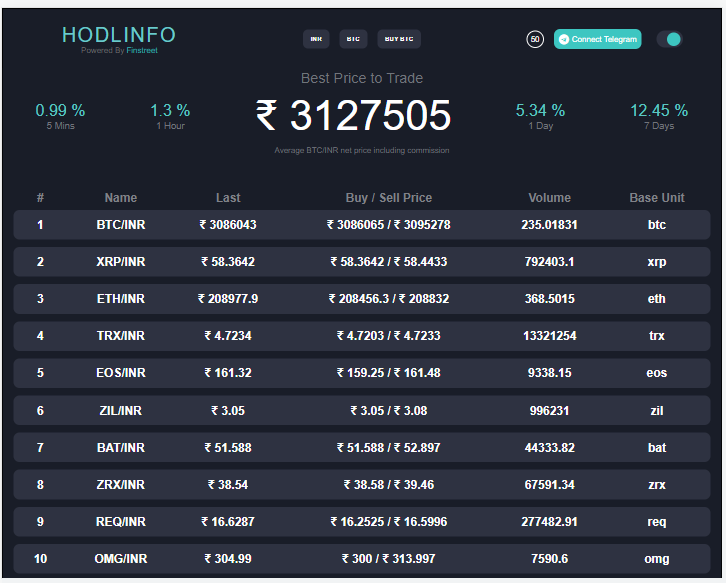 HODLINFO
Powered By Finstreet
INR BTC BUY BTC
50 Connect Telegram
Best Price to Trade
0.99 % 1.3 % ₹ 3127505 5.34 % 12.45 %
5 Mins 1 Hour 1 Day 7 Days
Average BTC/INR net price including commission
# Name Last Buy / Sell Price Volume Base Unit
1 BTC/INR ₹ 3086043 ₹ 3086065 / ₹ 3095278 235.01831 btc
2 XRP/INR ₹ 58.3642 ₹ 58.3642 / ₹ 58.4433 792403.1 xrp
3 ETH/INR ₹ 208977.9 ₹ 208456.3 / ₹ 208832 368.5015 eth
4 TRX/INR ₹ 4.7234 ₹ 4.7203 / ₹ 4.7233 13321254 trx
5 EOS/INR ₹ 161.32 ₹ 159.25 / ₹ 161.48 9338.15 eos
6 ZIL/INR ₹ 3.05 ₹ 3.05 / ₹ 3.08 996231 zil
7 BAT/INR ₹ 51.588 ₹ 51.588 / ₹ 52.897 44333.82 bat
8 ZRX/INR ₹ 38.54 ₹ 38.58 / ₹ 39.46 67591.34 zrx
9 REQ/INR ₹ 16.6287 ₹ 16.2525 / ₹ 16.5996 277482.91 req
10 OMG/INR ₹ 304.99 ₹ 300 / ₹ 313.997 7590.6 omg